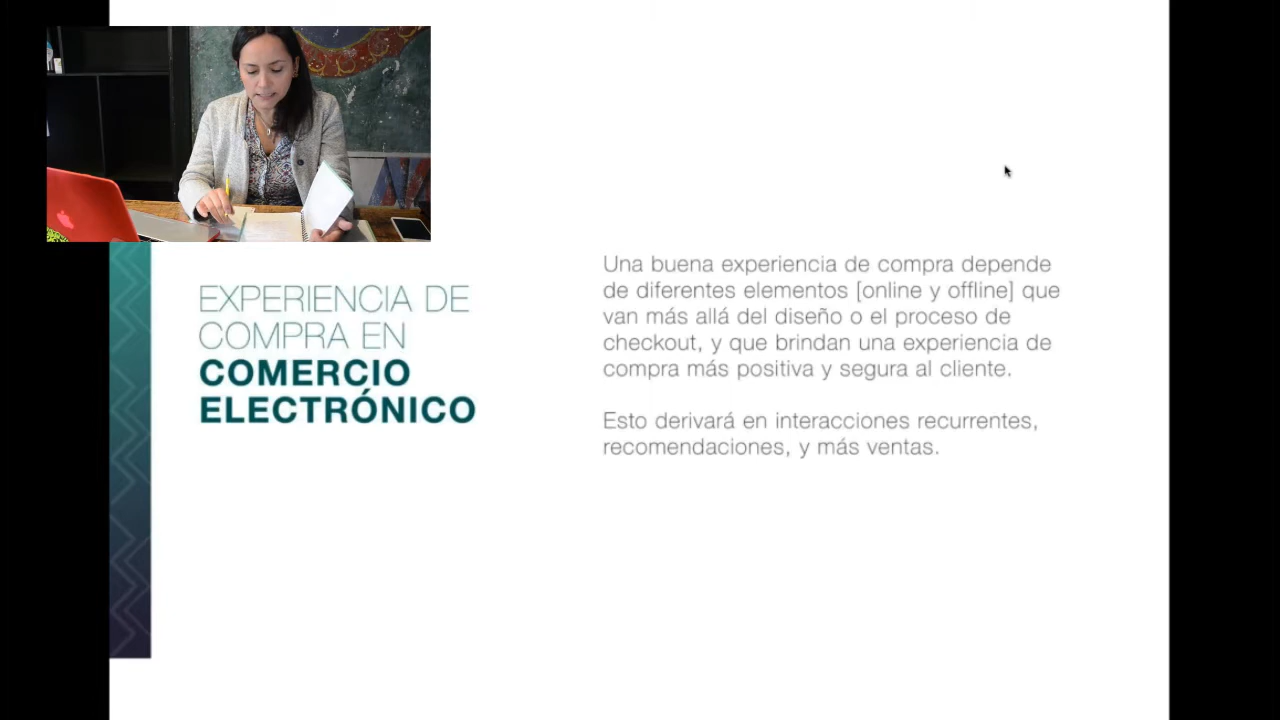 EXPERIENCIA DE
COMPRA EN
COMERCIO
ELECTRÓNICO
Una buena experiencia de compra depende
de diferentes elementos [online y offline] que
van más allá del diseño o el proceso de
checkout, y que brindan una experiencia de
compra más positiva y segura al cliente.
Esto derivará en interacciones recurrentes,
recomendaciones, y más ventas.